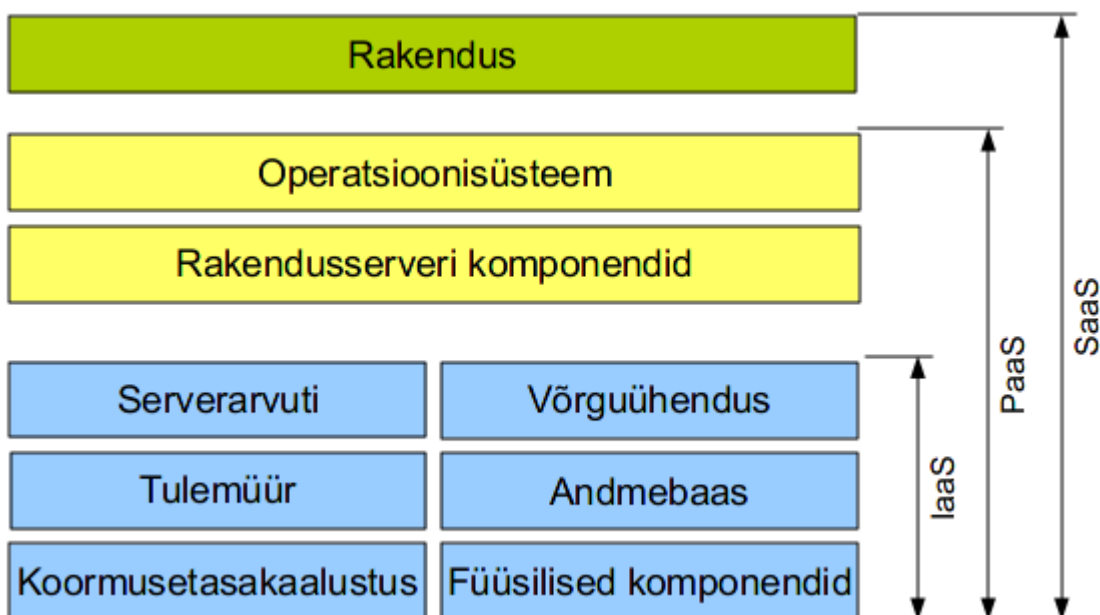 Rakendus
Operatsioonisüsteem
Rakendusserveri komponendid
Serverarvuti
Võrguühendus
Tulemüür
Andmebaas
Koormusetasakaalustus
Füüsilised komponendid
IaaS
PaaS
SaaS